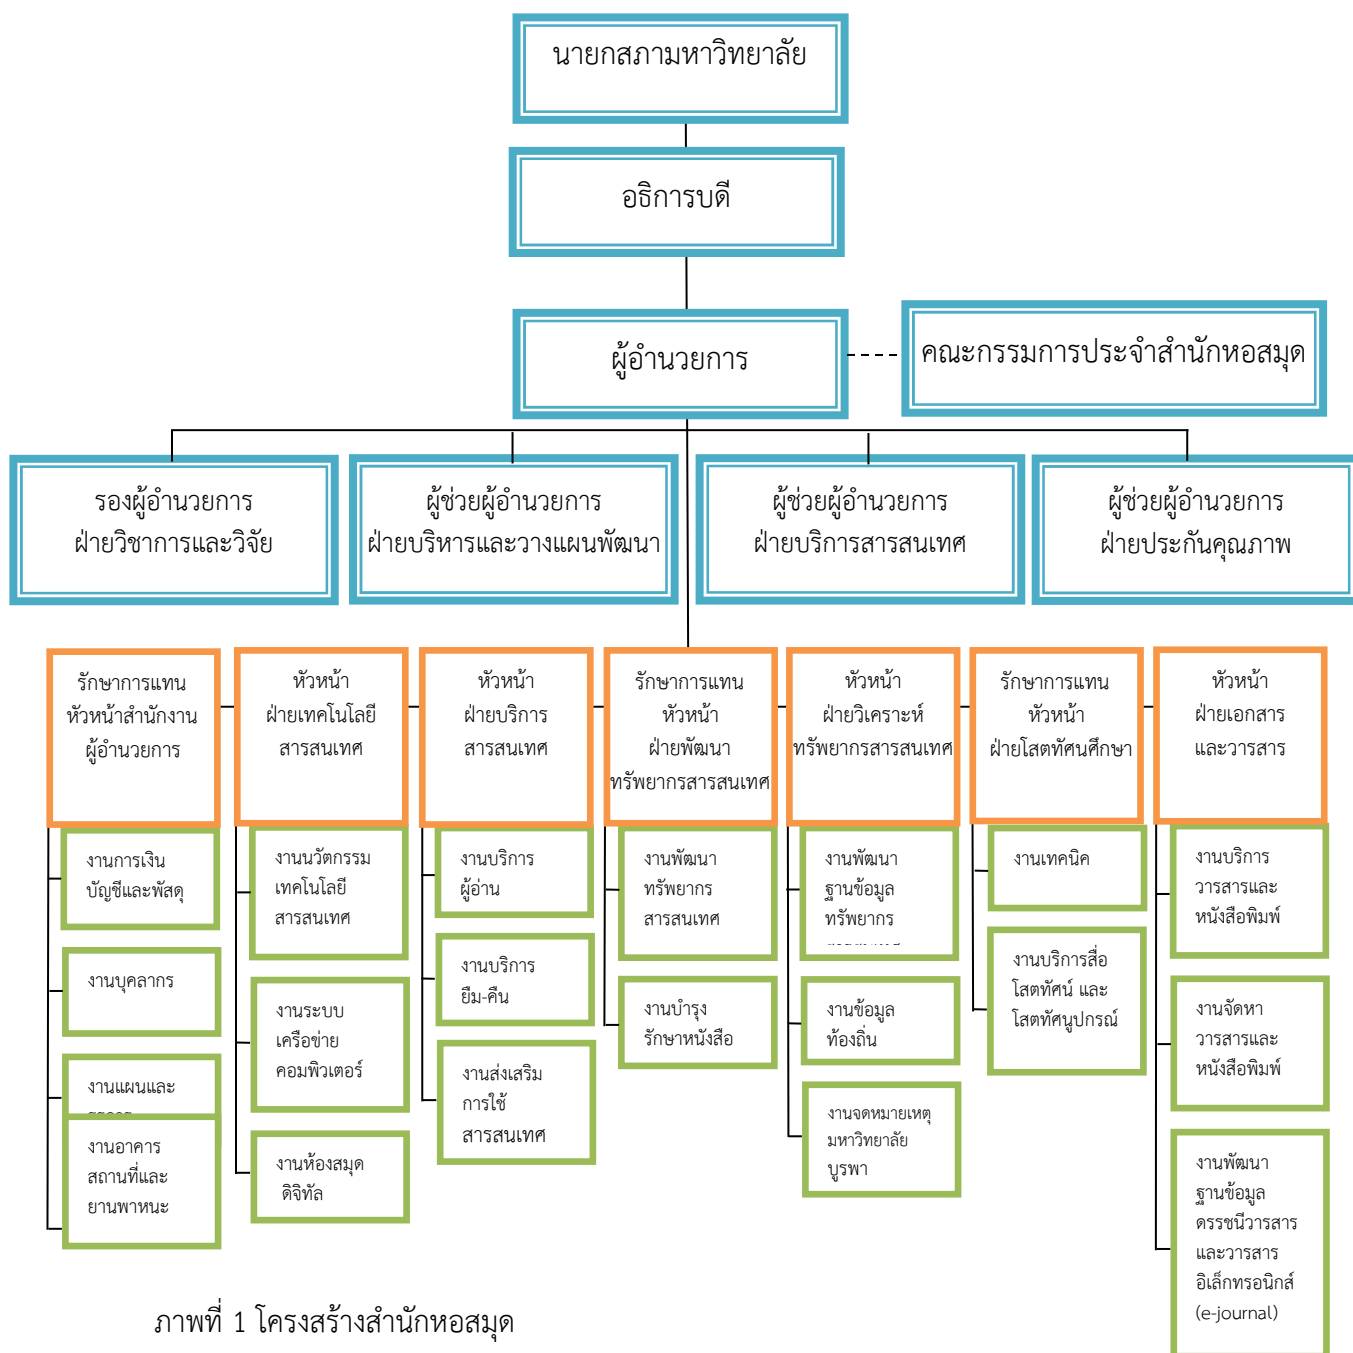 นายกสภามหาวิทยาลัย
อธิการบดี
ผู้อำนวยการ
คณะกรรมการประจำสำนักหอสมุด
รองผู้อำนวยการ
ฝ่ายวิชาการและวิจัย
ผู้ช่วยผู้อำนวยการ
ฝ่ายบริหารและวางแผนพัฒนา
ผู้ช่วยผู้อำนวยการ
ฝ่ายบริการสารสนเทศ
ผู้ช่วยผู้อำนวยการ
ฝ่ายประกันคุณภาพ
รักษาการแทน
หัวหน้าสำนักงาน
ผู้อำนวยการ
หัวหน้า
ฝ่ายเทคโนโลยี
สารสนเทศ
หัวหน้า
ฝ่ายบริการ
สารสนเทศ
รักษาการแทน
หัวหน้า
ฝ่ายพัฒนา
ทรัพยากรสารสนเทศ
หัวหน้า
ฝ่ายวิเคราะห์
ทรัพยากรสารสนเทศ
รักษาการแทน
หัวหน้า
ฝ่ายโสตทัศนศึกษา
หัวหน้า
ฝ่ายเอกสาร
และวารสาร
งานการเงิน
บัญชีและพัสดุ
งานบุคลากร
งานแผนและ
งานอาคาร
สถานที่และ
ยานพาหนะ
งานนวัตกรรม
เทคโนโลยี
สารสนเทศ
งานระบบ
เครือข่าย
คอมพิวเตอร์
งานห้องสมุด
ดิจิทัล
งานบริการ
ผู้อ่าน
งานบริการ
ยืม-คืน
งานส่งเสริม
การใช้
สารสนเทศ
งานพัฒนา
ทรัพยากร
สารสนเทศ
งานบำรุง
รักษาหนังสือ
งานพัฒนา
ฐานข้อมูล
ทรัพยากร
งานข้อมูล
ท้องถิ่น
งานจดหมายเหตุ
มหาวิทยาลัย
บูรพา
งานเทคนิค
งานบริการสื่อ
โสตทัศน์ และ
โสตทัศนูปกรณ์
งานบริการ
วารสารและ
หนังสือพิมพ์
งานจัดหา
วารสารและ
หนังสือพิมพ์
งานพัฒนา
ฐานข้อมูล
ดรรชนีวารสาร
และวารสาร
อิเล็กทรอนิกส์
(e-journal)
ภาพที่ 1 โครงสร้างสำนักหอสมุด